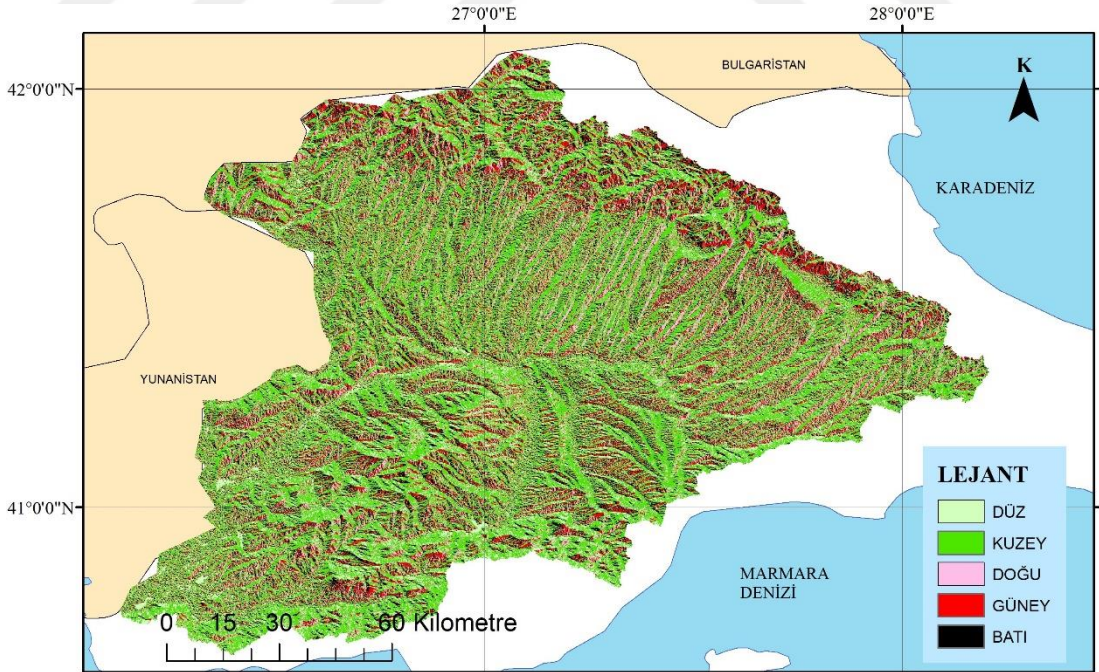 27°0'0"E
28°0'0"E
42°0'0"N
BULGARİSTAN
K
KARADENİZ
YUNANİSTAN
41°0'0"N
LEJANT
DÜZ
KUZEY
DOĞU
GÜNEY
BATI
MARMARA
DENİZİ
0 15 30 60 Kilometre